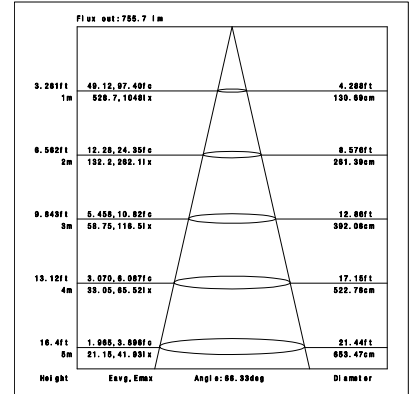 Flux out:755.7 lm
3.281ft 49.12,97.40fc 4.288ft
1m 528.7,1048lx 130.69cm
6.562ft 12.28,24.35fc 8.576ft
2m 132.2,262.1lx 261.39cm
9.843ft 5.458,10.82fc 12.86ft
3m 58.75,116.5lx 392.08cm
13.12ft 3.070,6.087fc 17.15ft
4m 33.05,65.52lx 522.78cm
16.4ft 1.965,3.896fc 21.44ft
5m 21.15,41.93lx 653.47cm
Height Eavg,Emax Angle:66.33deg Diameter